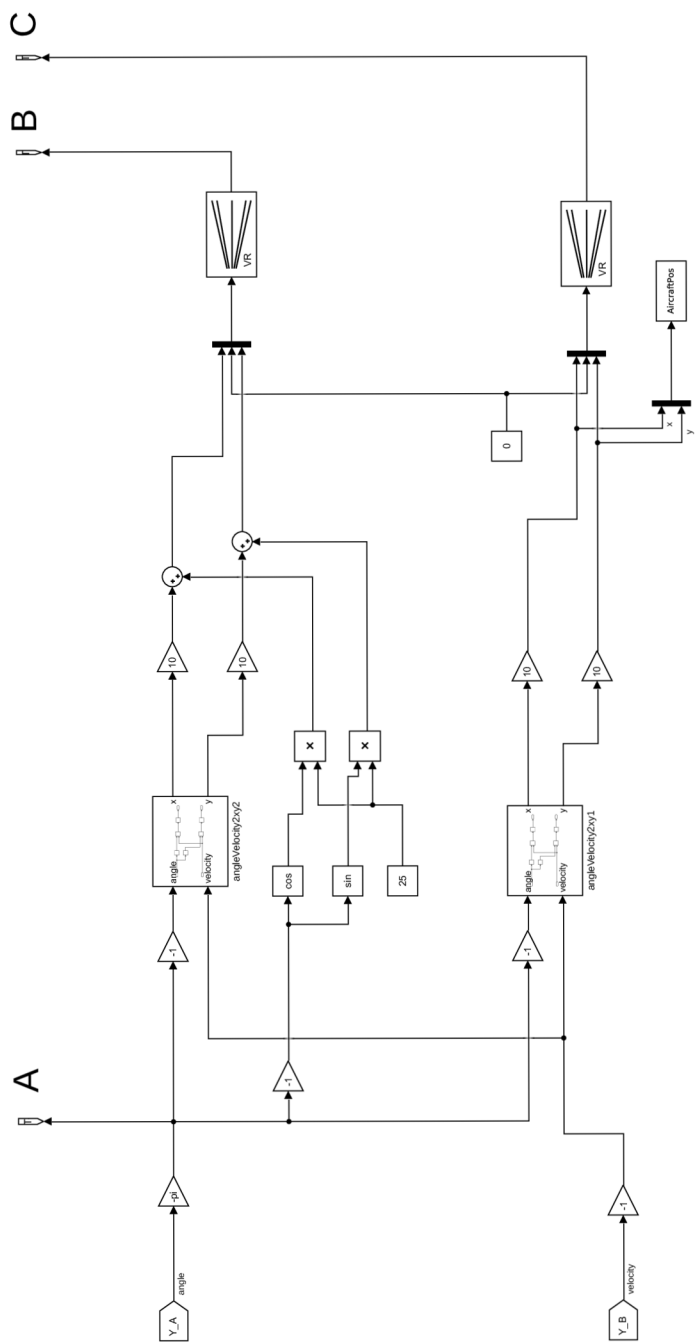 A
B
C
Y_A
angle
-pi
-1
angle
velocity
x
y
angleVelocity2xy2
10
10
+
+
+
+
VR
-1
cos
sin
25
×
×
0
Y_B
velocity
-1
-1
angle
velocity
x
y
angleVelocity2xy1
10
10
VR
x
y
AircraftPos